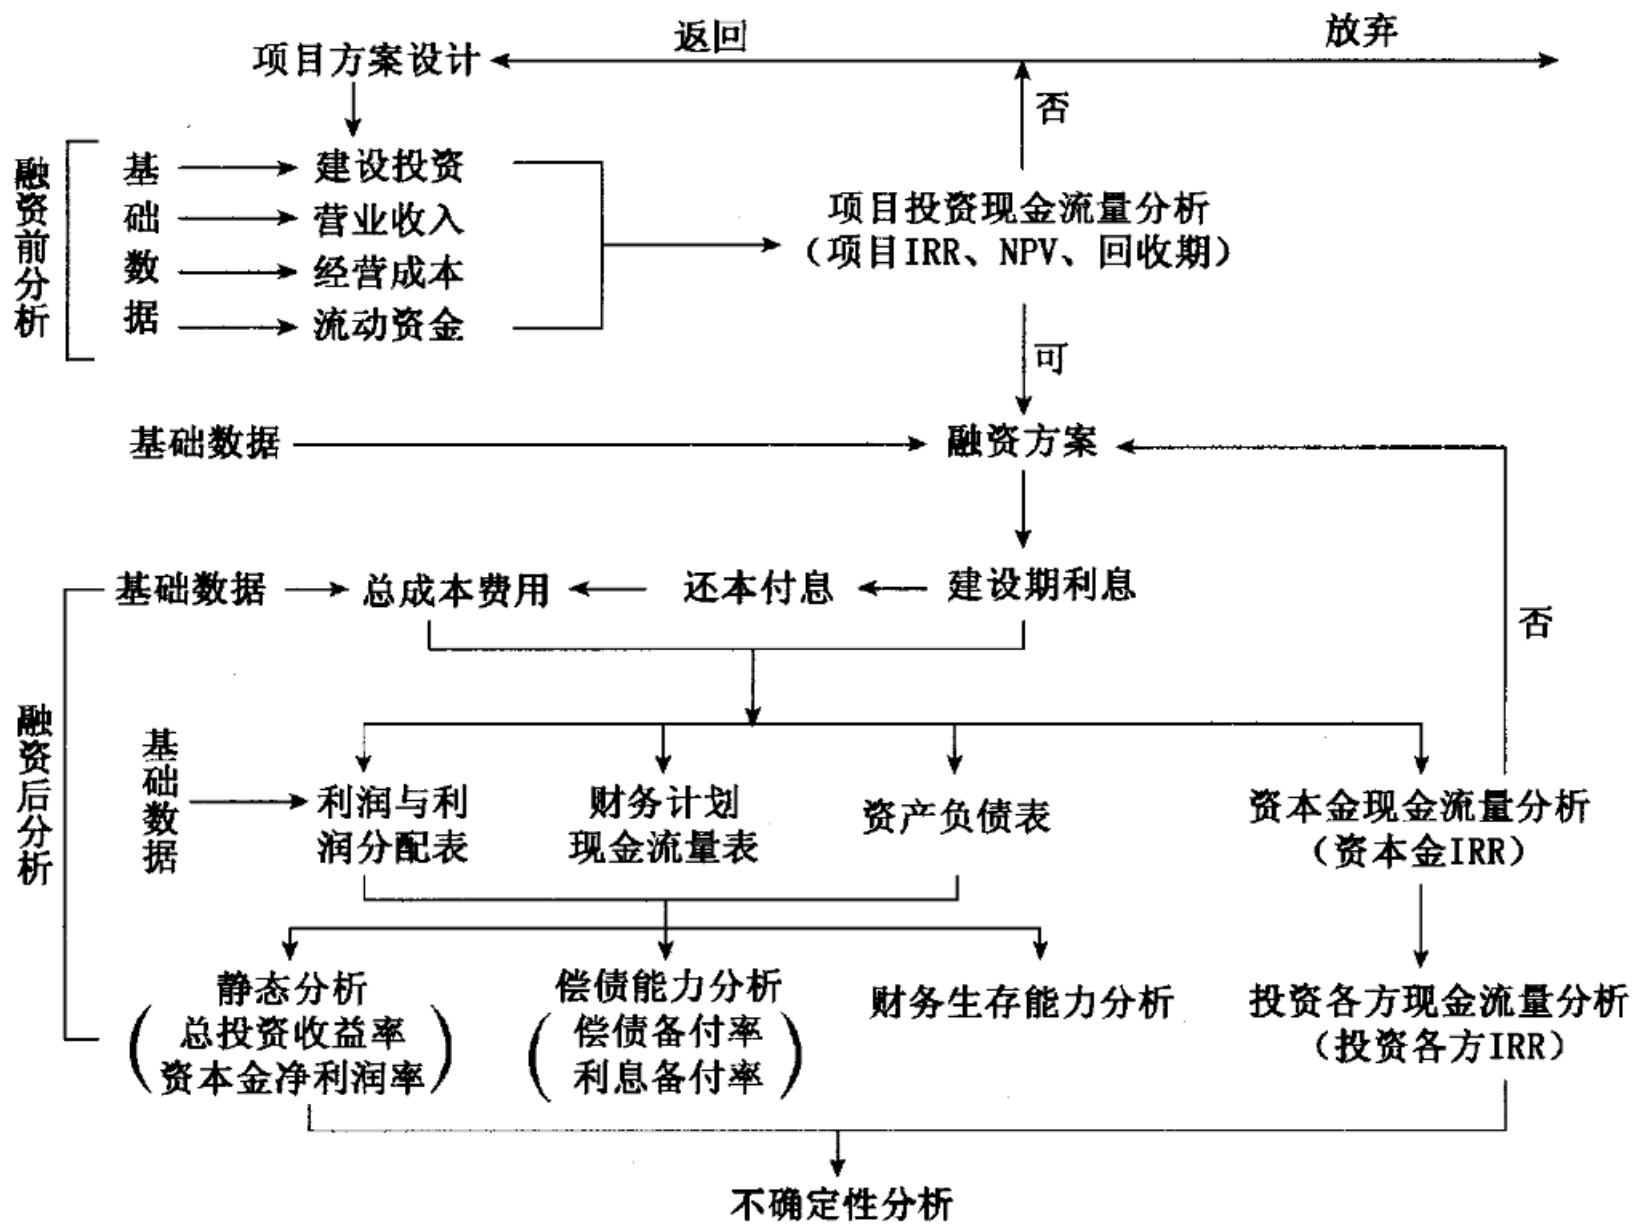 返回
放弃
项目方案设计
否
融资前分析
基础数据
建设投资
营业收入
经营成本
流动资金
项目投资现金流量分析
（项目IRR、NPV、回收期）
可
基础数据
融资方案
基础数据
总成本费用
还本付息
建设期利息
否
融资后分析
基础数据
利润与利
润分配表
财务计划
现金流量表
资产负债表
资本金现金流量分析
（资本金IRR）
静态分析
总投资收益率
资本金净利润率
偿债能力分析
偿债备付率
利息备付率
财务生存能力分析
投资各方现金流量分析
（投资各方IRR）
不确定性分析